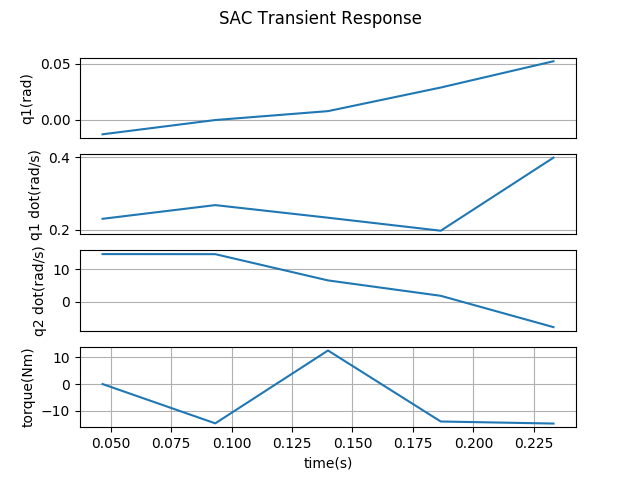 SAC Transient Response
0.05
0.00
q1(rad)
0.4
0.2
q1 dot(rad/s)
10
0
q2 dot(rad/s)
10
0
−10
torque(Nm)
0.050 0.075 0.100 0.125 0.150 0.175 0.200 0.225
time(s)